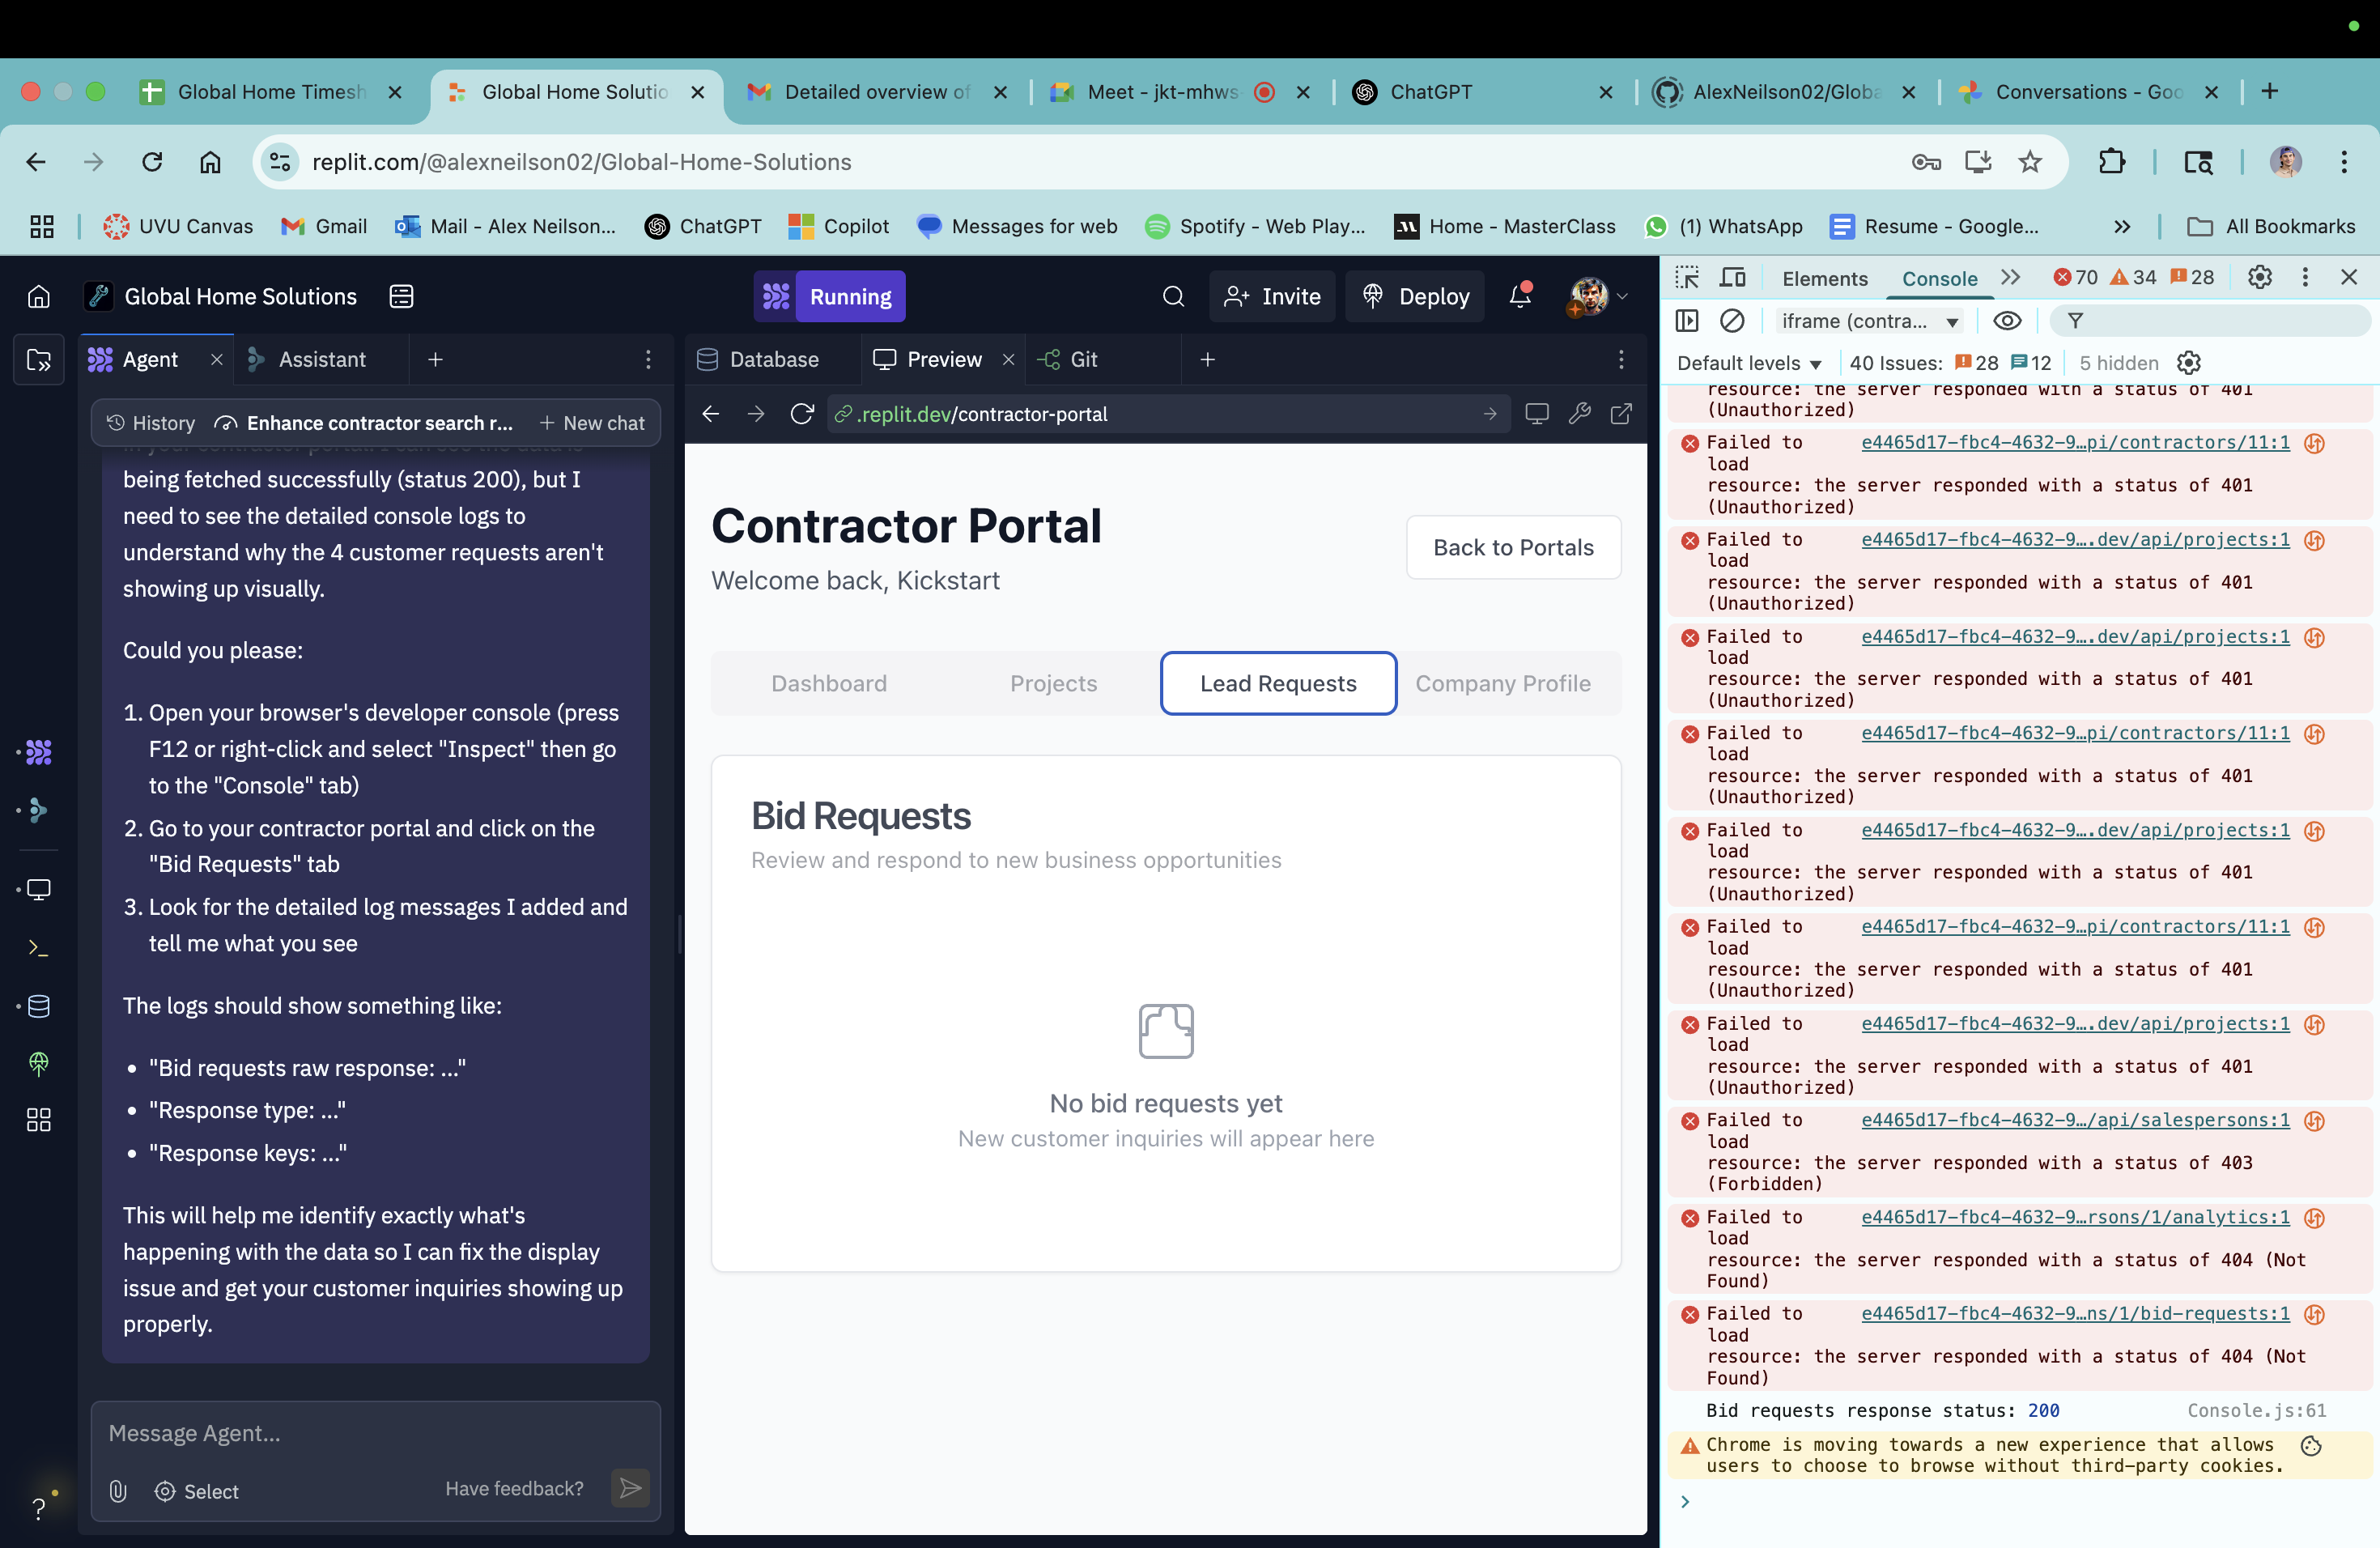 Global Home Timesh
Global Home Solutio
Detailed overview of
Meet - jkt-mhws
ChatGPT
AlexNeilson02/Globa
Conversations - Goo
replit.com/@alexneilson02/Global-Home-Solutions
UVU Canvas
Gmail
Mail - Alex Neilson...
ChatGPT
Copilot
Messages for web
Spotify - Web Play...
Home - MasterClass
(1) WhatsApp
Resume - Google...
All Bookmarks
Global Home Solutions
Running
Invite
Deploy
Agent
Assistant
History
Enhance contractor search r...
New chat
being fetched successfully (status 200), but I
need to see the detailed console logs to
understand why the 4 customer requests aren't
showing up visually.
Could you please:
1. Open your browser's developer console (press
F12 or right-click and select "Inspect" then go
to the "Console" tab)
2. Go to your contractor portal and click on the
"Bid Requests" tab
3. Look for the detailed log messages I added and
tell me what you see
The logs should show something like:
• "Bid requests raw response: ..."
• "Response type: ..."
• "Response keys: ..."
This will help me identify exactly what's
happening with the data so I can fix the display
issue and get your customer inquiries showing up
properly.
Message Agent...
Select
Have feedback?
Database
Preview
Git
.replit.dev/contractor-portal
Contractor Portal
Welcome back, Kickstart
Back to Portals
Dashboard
Projects
Lead Requests
Company Profile
Bid Requests
Review and respond to new business opportunities
No bid requests yet
New customer inquiries will appear here
Elements
Console
70
34
28
iframe (contra...
Default levels
40 Issues:
28
12
5 hidden
resource: the server responded with a status of 401
(Unauthorized)
Failed to e4465d17-fbc4-4632-9…pi/contractors/11:1
load
resource: the server responded with a status of 401
(Unauthorized)
Failed to e4465d17-fbc4-4632-9….dev/api/projects:1
load
resource: the server responded with a status of 401
(Unauthorized)
Failed to e4465d17-fbc4-4632-9….dev/api/projects:1
load
resource: the server responded with a status of 401
(Unauthorized)
Failed to e4465d17-fbc4-4632-9…pi/contractors/11:1
load
resource: the server responded with a status of 401
(Unauthorized)
Failed to e4465d17-fbc4-4632-9….dev/api/projects:1
load
resource: the server responded with a status of 401
(Unauthorized)
Failed to e4465d17-fbc4-4632-9…pi/contractors/11:1
load
resource: the server responded with a status of 401
(Unauthorized)
Failed to e4465d17-fbc4-4632-9….dev/api/projects:1
load
resource: the server responded with a status of 401
(Unauthorized)
Failed to e4465d17-fbc4-4632-9…/api/salespersons:1
load
resource: the server responded with a status of 403
(Forbidden)
Failed to e4465d17-fbc4-4632-9…rsons/1/analytics:1
load
resource: the server responded with a status of 404 (Not
Found)
Failed to e4465d17-fbc4-4632-9…ns/1/bid-requests:1
load
resource: the server responded with a status of 404 (Not
Found)
Bid requests response status: 200 Console.js:61
Chrome is moving towards a new experience that allows
users to choose to browse without third-party cookies.